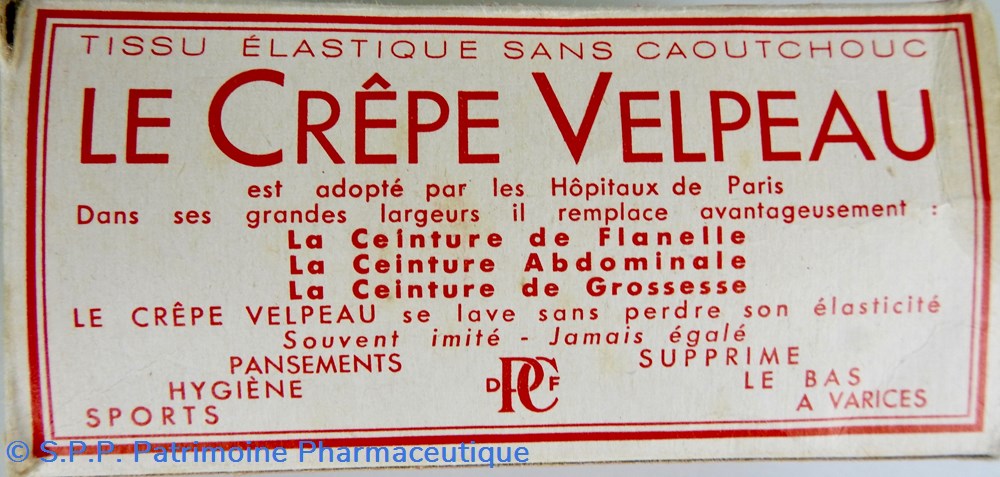 TISSU ÉLASTIQUE SANS CAOUTCHOUC
LE CRÊPE VELPEAU
est adopté par les Hôpitaux de Paris
Dans ses grandes largeurs il remplace avantageusement :
La Ceinture de Flanelle
La Ceinture Abdominale
La Ceinture de Grossesse
LE CRÊPE VELPEAU se lave sans perdre son élasticité
Souvent imité - Jamais égalé
PANSEMENTS
HYGIÈNE
SPORTS
D PC F
SUPPRIME
LE BAS
A VARICES
© S.P.P. Patrimoine Pharmaceutique